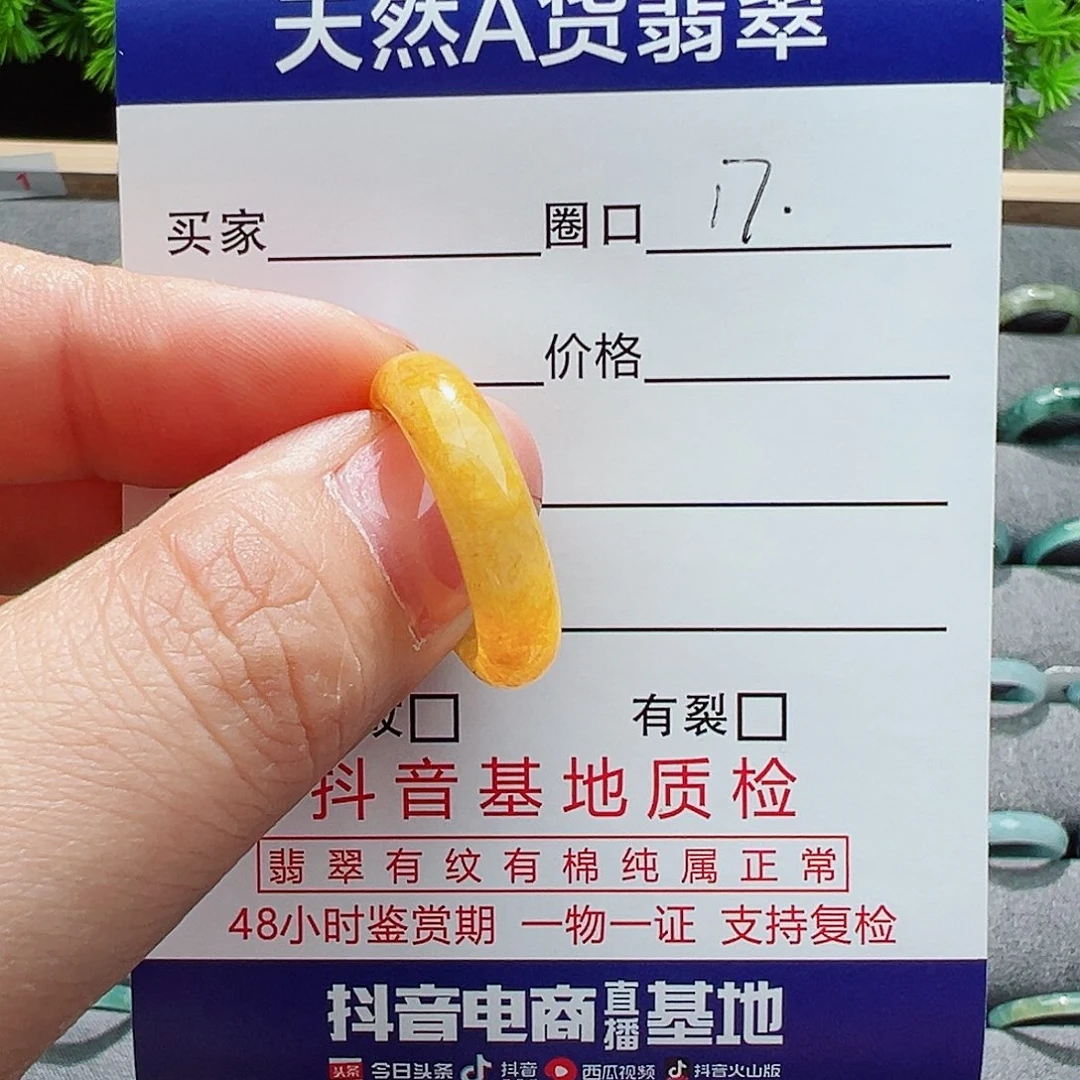 天然A货翡翠
1
买家 圈口 17.
价格
有裂
抖音基地质检
翡翠有纹有棉纯属正常
48小时鉴赏期 一物一证 支持复检
抖音电商直播基地
头条 今日头条 抖音 西瓜视频 抖音火山版